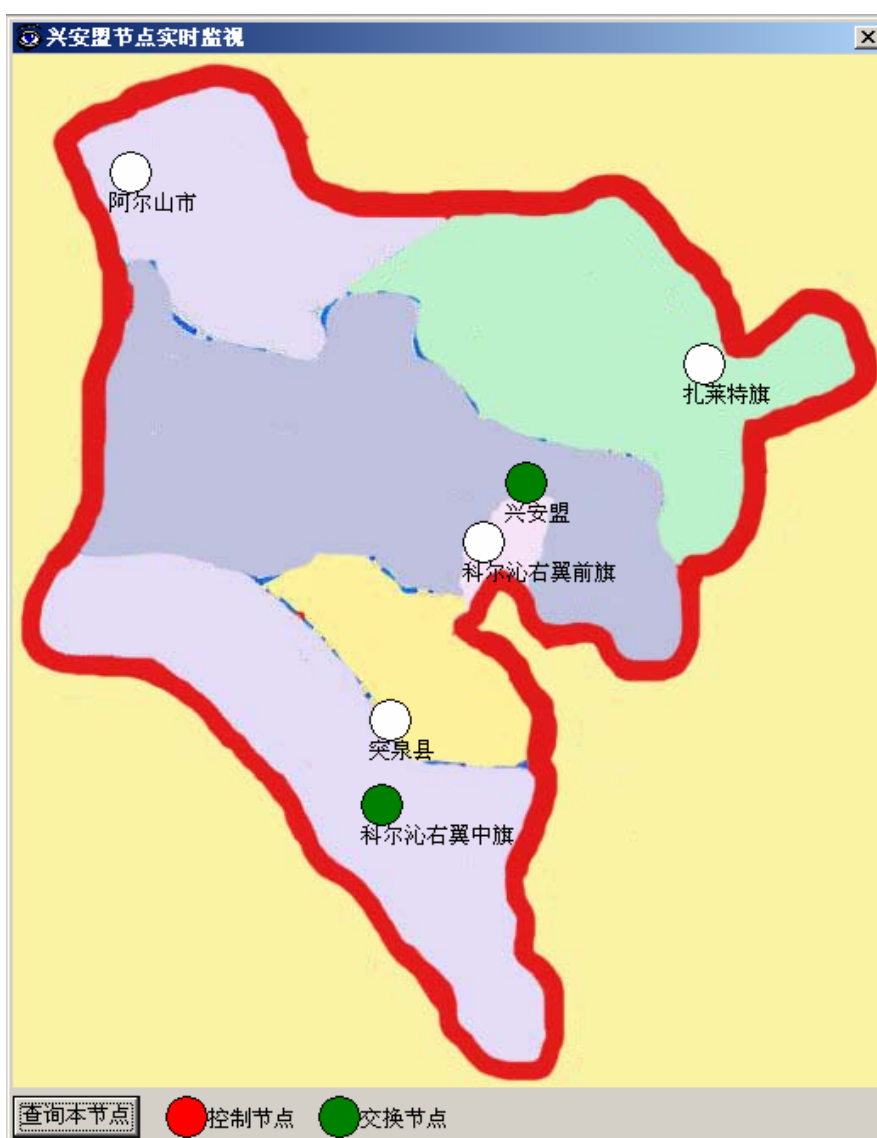 兴安盟节点实时监视
阿尔山市
扎莱特旗
兴安盟
科尔沁右翼前旗
突泉县
科尔沁右翼中旗
查询本节点 控制节点 交换节点